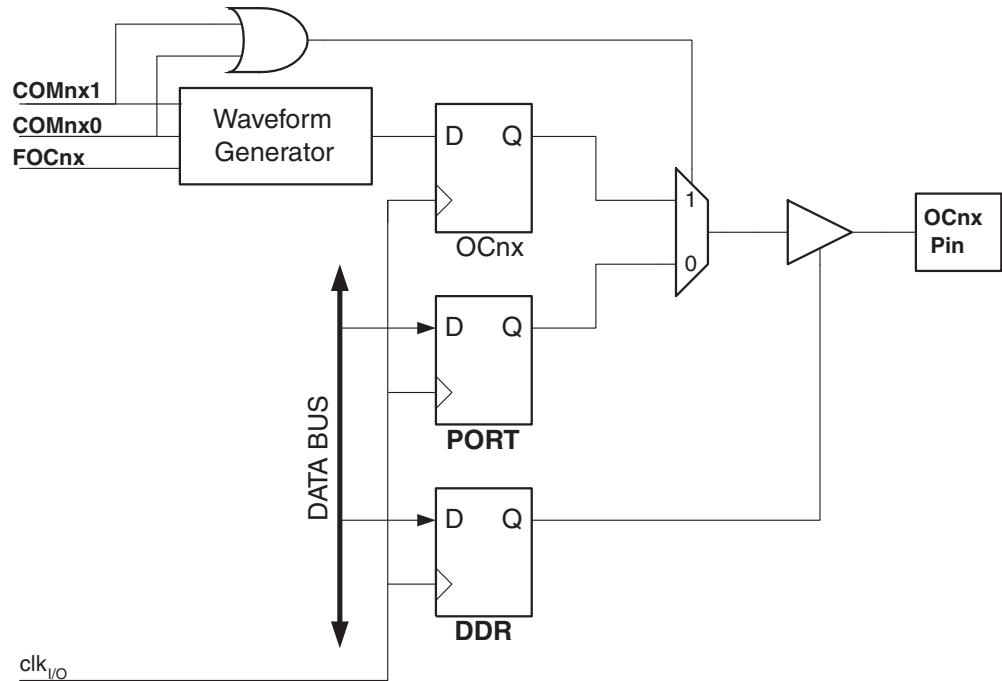 COMnx1
COMnx0
FOCnx
Waveform
Generator
D Q
OCnx
1
0
OCnx
Pin
D Q
PORT
DATA BUS
D Q
DDR
clkI/O